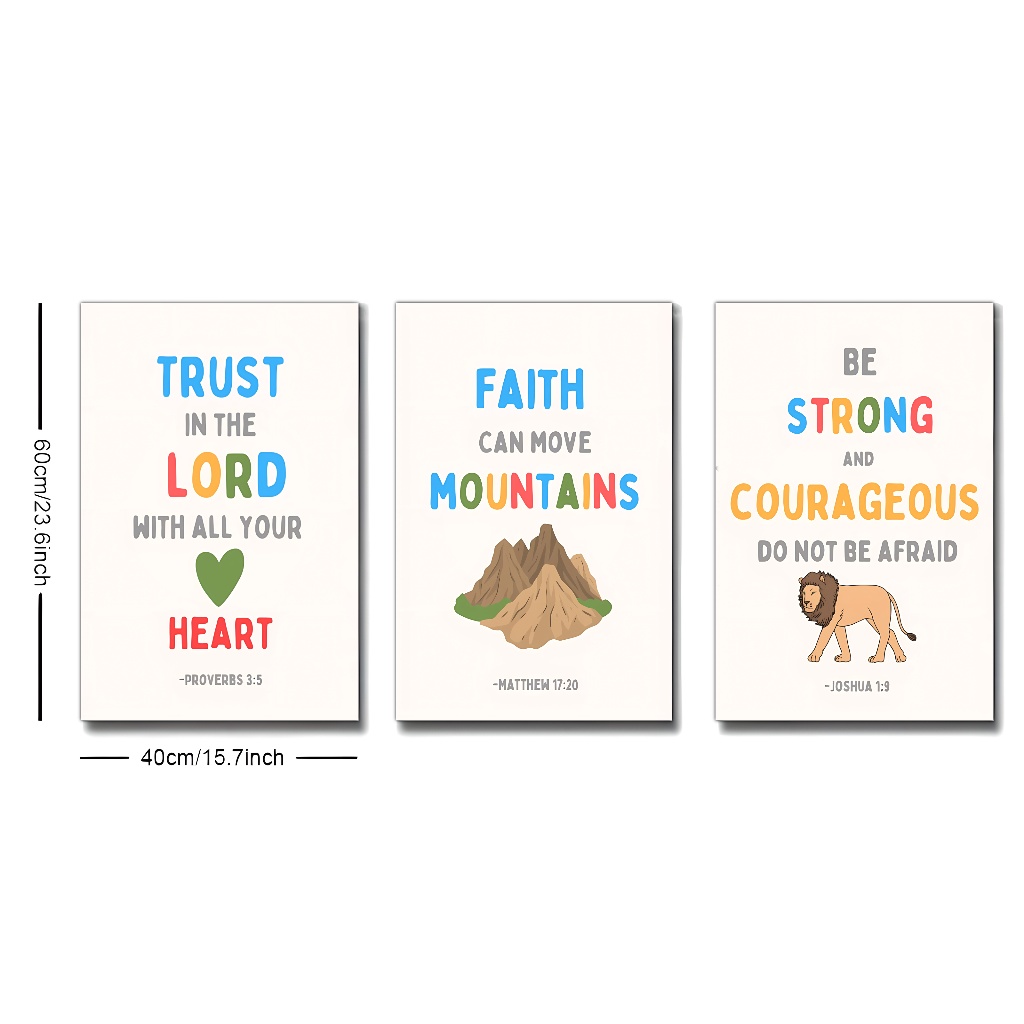 TRUST
IN THE
LORD
WITH ALL YOUR
HEART
-PROVERBS 3:5
FAITH
CAN MOVE
MOUNTAINS
-MATTHEW 17:20
BE
STRONG
AND
COURAGEOUS
DO NOT BE AFRAID
-JOSHUA 1:9
60cm/23.6inch
40cm/15.7inch